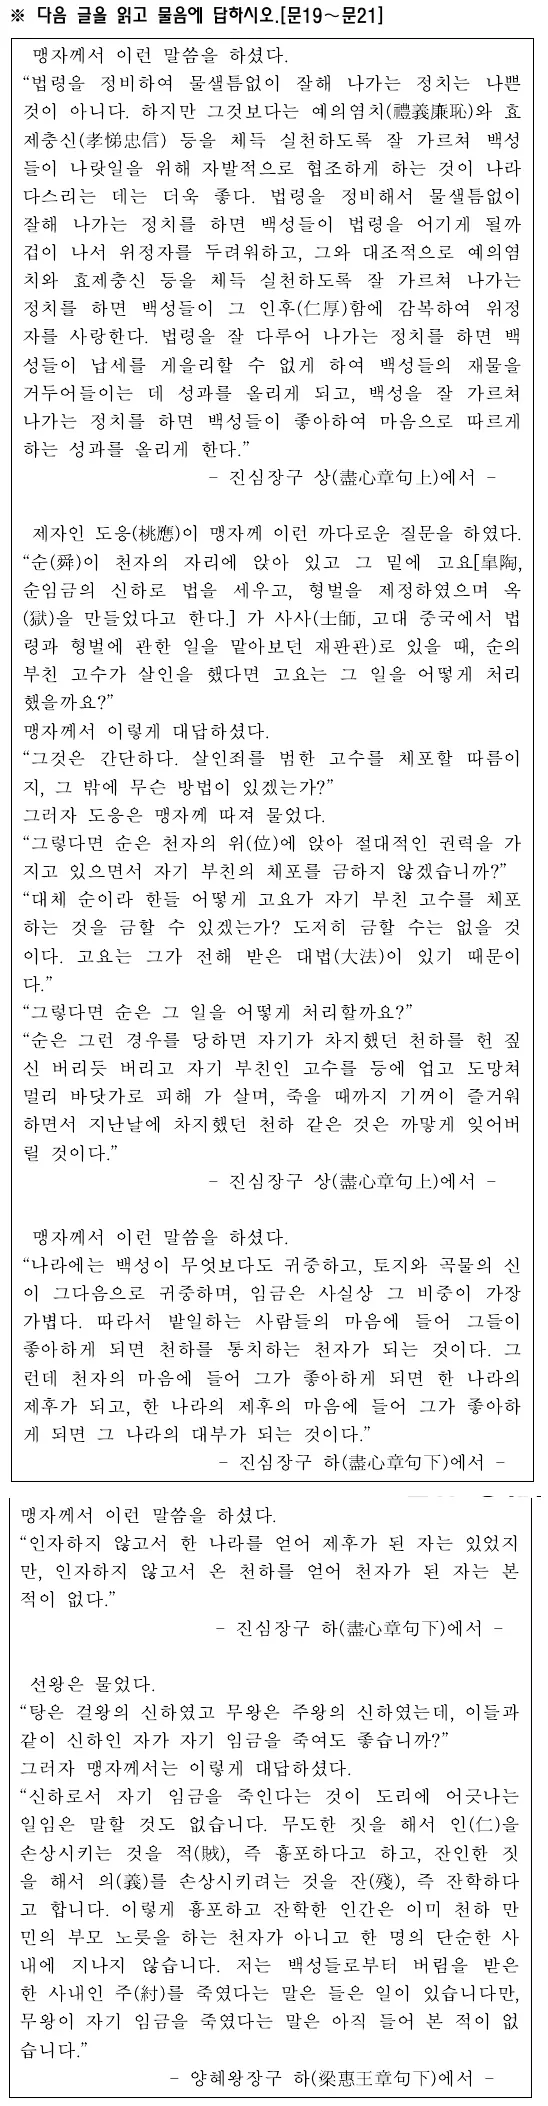 ※ 다음 글을 읽고 물음에 답하시오.[문19～문21]
맹자께서 이런 말씀을 하셨다.
“법령을 정비하여 물샐틈없이 잘해 나가는 정치는 나쁜
것이 아니다. 하지만 그것보다는 예의염치(禮義廉恥)와 효
제충신(孝悌忠信) 등을 체득 실천하도록 잘 가르쳐 백성
들이 나랏일을 위해 자발적으로 협조하게 하는 것이 나라
다스리는 데는 더욱 좋다. 법령을 정비해서 물샐틈없이
잘해 나가는 정치를 하면 백성들이 법령을 어기게 될까
겁이 나서 위정자를 두려워하고, 그와 대조적으로 예의염
치와 효제충신 등을 체득 실천하도록 잘 가르쳐 나가는
정치를 하면 백성들이 그 인후(仁厚)함에 감복하여 위정
자를 사랑한다. 법령을 잘 다루어 나가는 정치를 하면 백
성들이 납세를 게을리할 수 없게 하여 백성들의 재물을
거두어들이는 데 성과를 올리게 되고, 백성을 잘 가르쳐
나가는 정치를 하면 백성들이 좋아하여 마음으로 따르게
하는 성과를 올리게 한다.”
－ 진심장구 상(盡心章句上)에서 －
제자인 도응(桃應)이 맹자께 이런 까다로운 질문을 하였다.
“순(舜)이 천자의 자리에 앉아 있고 그 밑에 고요[皐陶,
순임금의 신하로 법을 세우고, 형벌을 제정하였으며 옥
(獄)을 만들었다고 한다.] 가 사사(士師, 고대 중국에서 법
령과 형벌에 관한 일을 맡아보던 재판관)로 있을 때, 순의
부친 고수가 살인을 했다면 고요는 그 일을 어떻게 처리
했을까요?”
맹자께서 이렇게 대답하셨다.
“그것은 간단하다. 살인죄를 범한 고수를 체포할 따름이
지, 그 밖에 무슨 방법이 있겠는가?”
그러자 도응은 맹자께 따져 물었다.
“그렇다면 순은 천자의 위(位)에 앉아 절대적인 권력을 가
지고 있으면서 자기 부친의 체포를 금하지 않겠습니까?”
“대체 순이라 한들 어떻게 고요가 자기 부친 고수를 체포
하는 것을 금할 수 있겠는가? 도저히 금할 수는 없을 것
이다. 고요는 그가 전해 받은 대법(大法)이 있기 때문이
다.”
“그렇다면 순은 그 일을 어떻게 처리할까요?”
“순은 그런 경우를 당하면 자기가 차지했던 천하를 헌 짚
신 버리듯 버리고 자기 부친인 고수를 등에 업고 도망쳐
멀리 바닷가로 피해 가 살며, 죽을 때까지 기꺼이 즐거워
하면서 지난날에 차지했던 천하 같은 것은 까맣게 잊어버
릴 것이다.”
－ 진심장구 상(盡心章句上)에서 －
맹자께서 이런 말씀을 하셨다.
“나라에는 백성이 무엇보다도 귀중하고, 토지와 곡물의 신
이 그다음으로 귀중하며, 임금은 사실상 그 비중이 가장
가볍다. 따라서 밭일하는 사람들의 마음에 들어 그들이
좋아하게 되면 천하를 통치하는 천자가 되는 것이다. 그
런데 천자의 마음에 들어 그가 좋아하게 되면 한 나라의
제후가 되고, 한 나라의 제후의 마음에 들어 그가 좋아하
게 되면 그 나라의 대부가 되는 것이다.”
－ 진심장구 하(盡心章句下)에서 －
맹자께서 이런 말씀을 하셨다.
“인자하지 않고서 한 나라를 얻어 제후가 된 자는 있었지
만, 인자하지 않고서 온 천하를 얻어 천자가 된 자는 본
적이 없다.”
－ 진심장구 하(盡心章句下)에서 －
선왕은 물었다.
“탕은 걸왕의 신하였고 무왕은 주왕의 신하였는데, 이들과
같이 신하인 자가 자기 임금을 죽여도 좋습니까?”
그러자 맹자께서는 이렇게 대답하셨다.
“신하로서 자기 임금을 죽인다는 것이 도리에 어긋나는
일임은 말할 것도 없습니다. 무도한 짓을 해서 인(仁)을
손상시키는 것을 적(賊), 즉 흉포하다고 하고, 잔인한 짓
을 해서 의(義)를 손상시키려는 것을 잔(殘), 즉 잔학하다
고 합니다. 이렇게 흉포하고 잔학한 인간은 이미 천하 만
민의 부모 노릇을 하는 천자가 아니고 한 명의 단순한 사
내에 지나지 않습니다. 저는 백성들로부터 버림을 받은
한 사내인 주(紂)를 죽였다는 말은 들은 일이 있습니다만,
무왕이 자기 임금을 죽였다는 말은 아직 들어 본 적이 없
습니다.”
－ 양혜왕장구 하(梁惠王章句下)에서 －